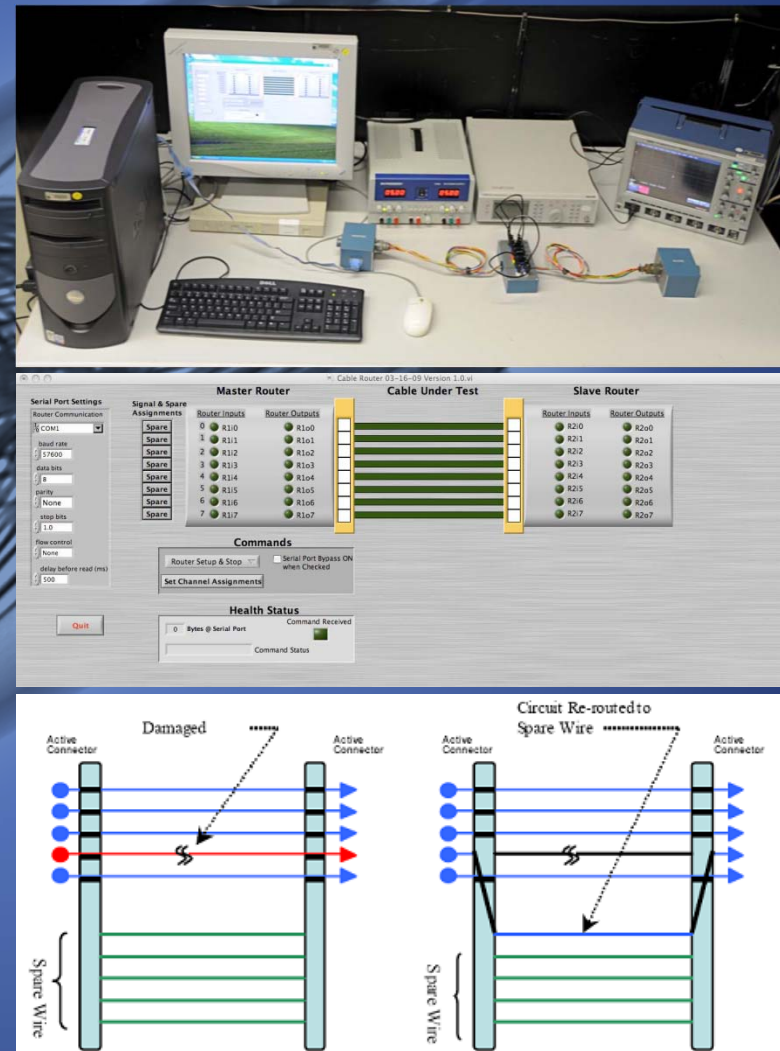 DELL
Cable Router 03-16-09 Version 1.0.vi
Master Router
Cable Under Test
Slave Router
Serial Port Settings
Router Communication
COM1
baud rate
57600
data bits
8
parity
None
stop bits
1.0
flow control
None
delay before read (ms)
500
Quit
Signal & Spare
Assignments
Router Inputs
Router Outputs
Router Inputs
Router Outputs
Spare 0 R1i0 R1o0 R2i0 R2o0
Spare 1 R1i1 R1o1 R2i1 R2o1
Spare 2 R1i2 R1o2 R2i2 R2o2
Spare 3 R1i3 R1o3 R2i3 R2o3
Spare 4 R1i4 R1o4 R2i4 R2o4
Spare 5 R1i5 R1o5 R2i5 R2o5
Spare 6 R1i6 R1o6 R2i6 R2o6
Spare 7 R1i7 R1o7 R2i7 R2o7
Commands
Router Setup & Stop
Serial Port Bypass ON
when Checked
Set Channel Assignments
Health Status
0 Bytes @ Serial Port
Command Received
Command Status
Damaged
Active
Connector
Active
Connector
Spare Wire
Circuit Re-routed to
Spare Wire
Active
Connector
Active
Connector
Spare Wire